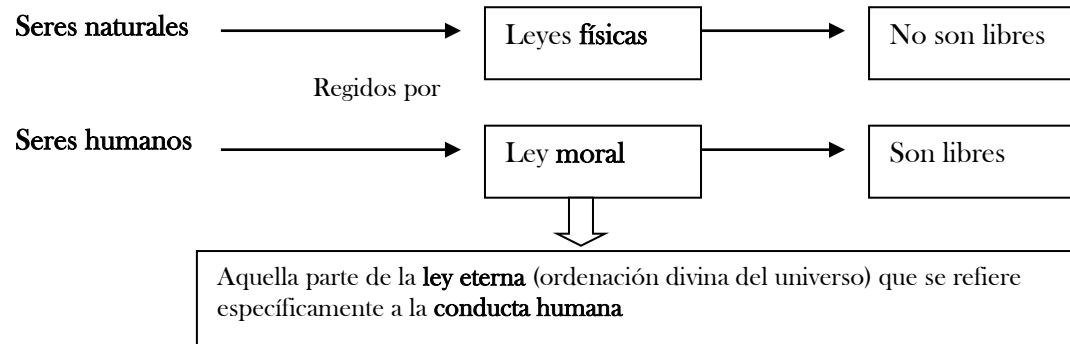 Seres naturales
Leyes físicas
No son libres
Regidos por
Seres humanos
Ley moral
Son libres
Aquella parte de la ley eterna (ordenación divina del universo) que se refiere
específicamente a la conducta humana